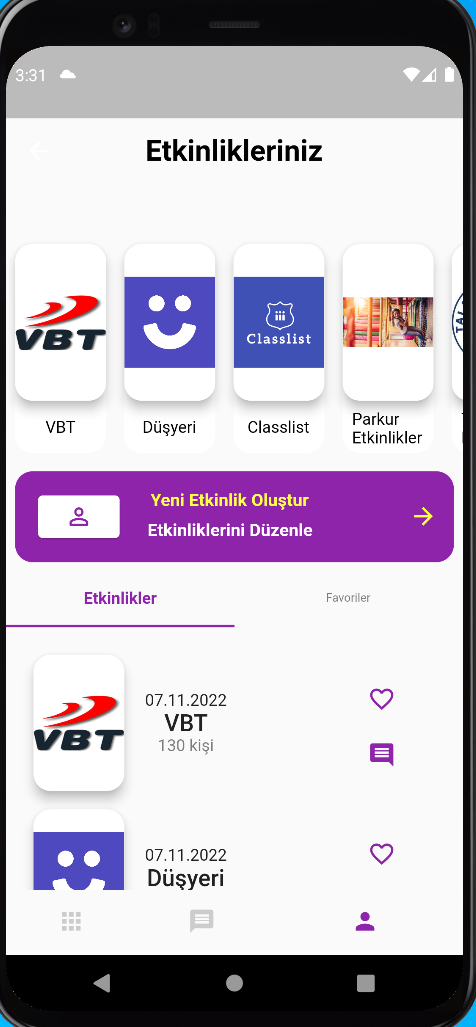 3:31
Etkinlikleriniz
VBT
Classlist
VBT
Düşyeri
Classlist
Parkur
Etkinlikler
Yeni Etkinlik Oluştur
Etkinliklerini Düzenle
Etkinlikler
Favoriler
VBT
07.11.2022
VBT
130 kişi
07.11.2022
Düşyeri